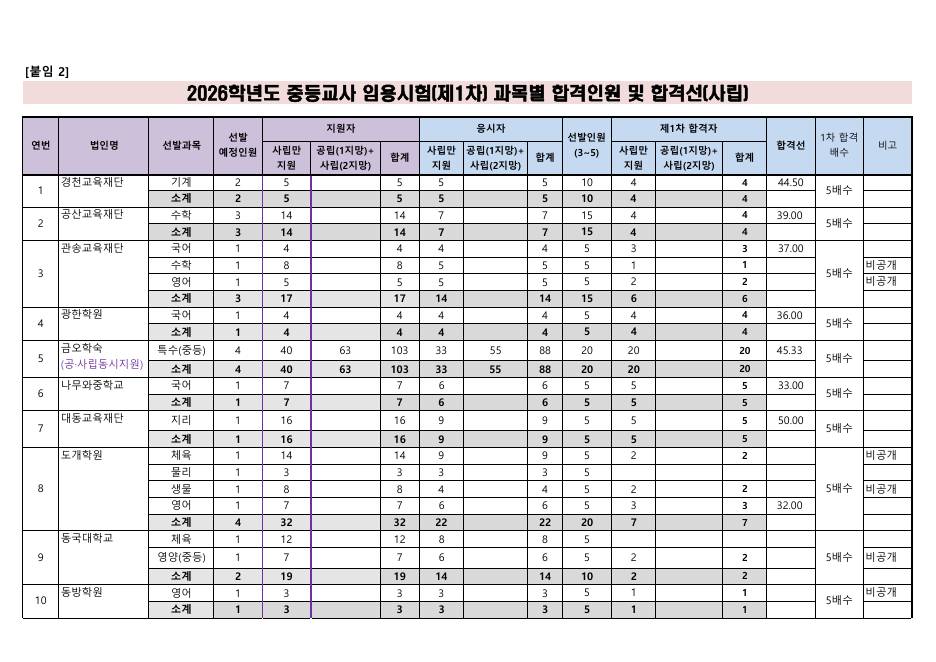 [붙임 2]
2026학년도 중등교사 임용시험(제1차) 과목별 합격인원 및 합격선(사립)
연번 법인명 선발과목 선발 예정인원 지원자 응시자 선발인원 (3~5) 제1차 합격자 합격선 1차 합격 배수 비고
사립만 지원 공립(1지망)+ 사립(2지망) 합계 사립만 지원 공립(1지망)+ 사립(2지망) 합계 사립만 지원 공립(1지망)+ 사립(2지망) 합계
1 경천교육재단 기계 2 5 5 5 5 10 4 4 44.50 5배수
소계 2 5 5 5 5 10 4 4
2 공산교육재단 수학 3 14 14 7 7 15 4 4 39.00 5배수
소계 3 14 14 7 7 15 4 4
3 관송교육재단 국어 1 4 4 4 4 5 3 3 37.00 5배수
수학 1 8 8 5 5 5 1 1 비공개
영어 1 5 5 5 5 5 2 2 비공개
소계 3 17 17 14 14 15 6 6
4 광한학원 국어 1 4 4 4 4 5 4 4 36.00 5배수
소계 1 4 4 4 4 5 4 4
5 금오학숙 (공·사립동시지원) 특수(중등) 4 40 63 103 33 55 88 20 20 20 45.33 5배수
소계 4 40 63 103 33 55 88 20 20 20
6 나무와중학교 국어 1 7 7 6 6 5 5 5 33.00 5배수
소계 1 7 7 6 6 5 5 5
7 대동교육재단 지리 1 16 16 9 9 5 5 5 50.00 5배수
소계 1 16 16 9 9 5 5 5
8 도개학원 체육 1 14 14 9 9 5 2 2 5배수 비공개
물리 1 3 3 3 3 5
생물 1 8 8 4 4 5 2 2 비공개
영어 1 7 7 6 6 5 3 3 32.00
소계 4 32 32 22 22 20 7 7
9 동국대학교 체육 1 12 12 8 8 5 5배수
영양(중등) 1 7 7 6 6 5 2 2 비공개
소계 2 19 19 14 14 10 2 2
10 동방학원 영어 1 3 3 3 3 5 1 1 5배수 비공개
소계 1 3 3 3 3 5 1 1